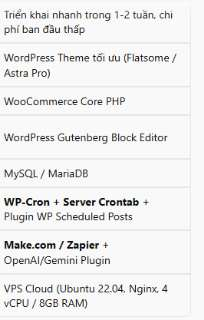 Triển khai nhanh trong 1-2 tuần, chi
phí ban đầu thấp
WordPress Theme tối ưu (Flatsome /
Astra Pro)
WooCommerce Core PHP
WordPress Gutenberg Block Editor
MySQL / MariaDB
WP-Cron + Server Crontab +
Plugin WP Scheduled Posts
Make.com / Zapier +
OpenAI/Gemini Plugin
VPS Cloud (Ubuntu 22.04, Nginx, 4
vCPU / 8GB RAM)